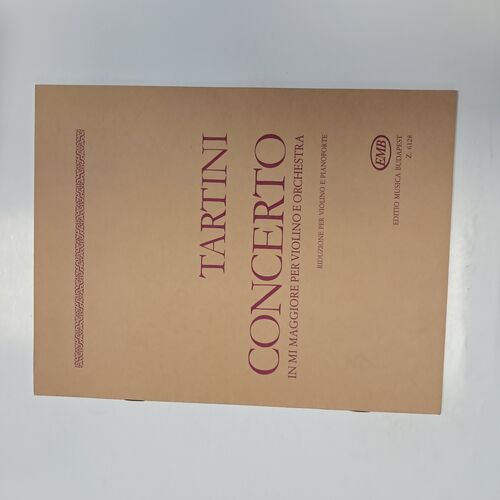 TARTINI
CONCERTO
IN MI MAGGIORE PER VIOLINO E ORCHESTRA
RIDUZIONE PER VIOLINO E PIANOFORTE
EMB
EDITIO MUSICA BUDAPEST
Z. 6128